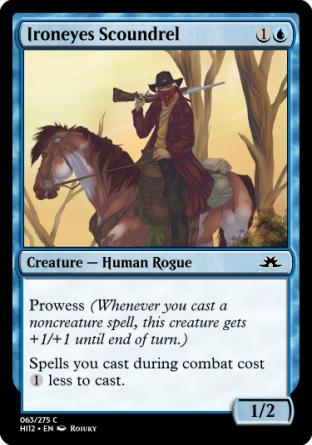 Ironeyes Scoundrel 1
Creature — Human Rogue
Prowess (Whenever you cast a
noncreature spell, this creature gets
+1/+1 until end of turn.)
Spells you cast during combat cost
1 less to cast.
1/2
063/275 C
HI12 • EN Roiuky